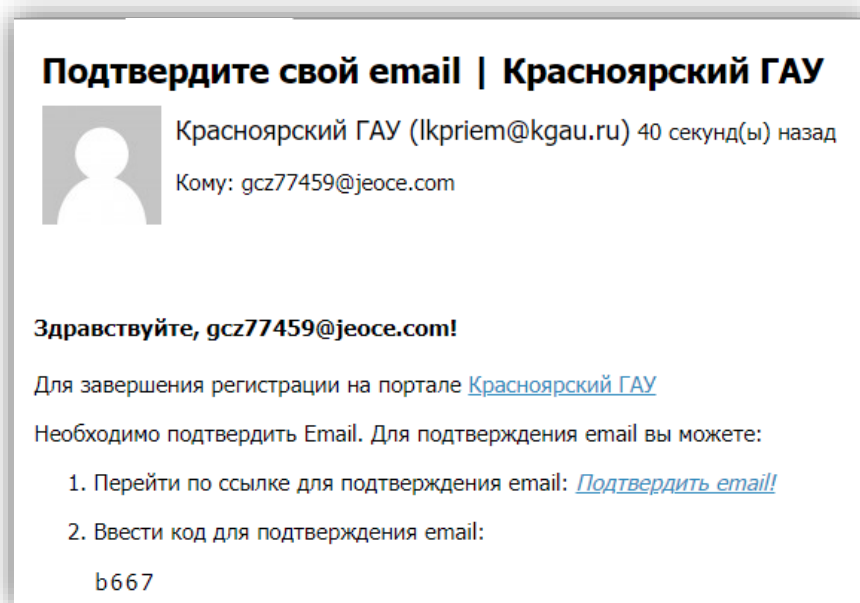 Подтвердите свой email | Красноярский ГАУ
Красноярский ГАУ (lkpriem@kgau.ru) 40 секунд(ы) назад
Кому: gcz77459@jeoce.com
Здравствуйте, gcz77459@jeoce.com!
Для завершения регистрации на портале Красноярский ГАУ
Необходимо подтвердить Email. Для подтверждения email вы можете:
1. Перейти по ссылке для подтверждения email: Подтвердить email!
2. Ввести код для подтверждения email:
b667